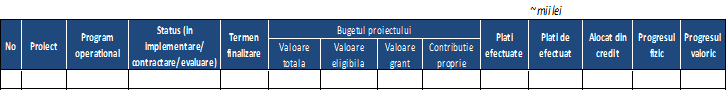 ~ mii lei
No
Proiect
Program
operational
Status (in
implementare/
contractare/ evaluare)
Termen
finalizare
Bugetul proiectului
Valoare
totala
Valoare
eligibila
Valoare
grant
Contributie
proprie
Plati
efectuate
Plati de
efectuat
Alocat din
credit
Progresul
fizic
Progresul
valoric